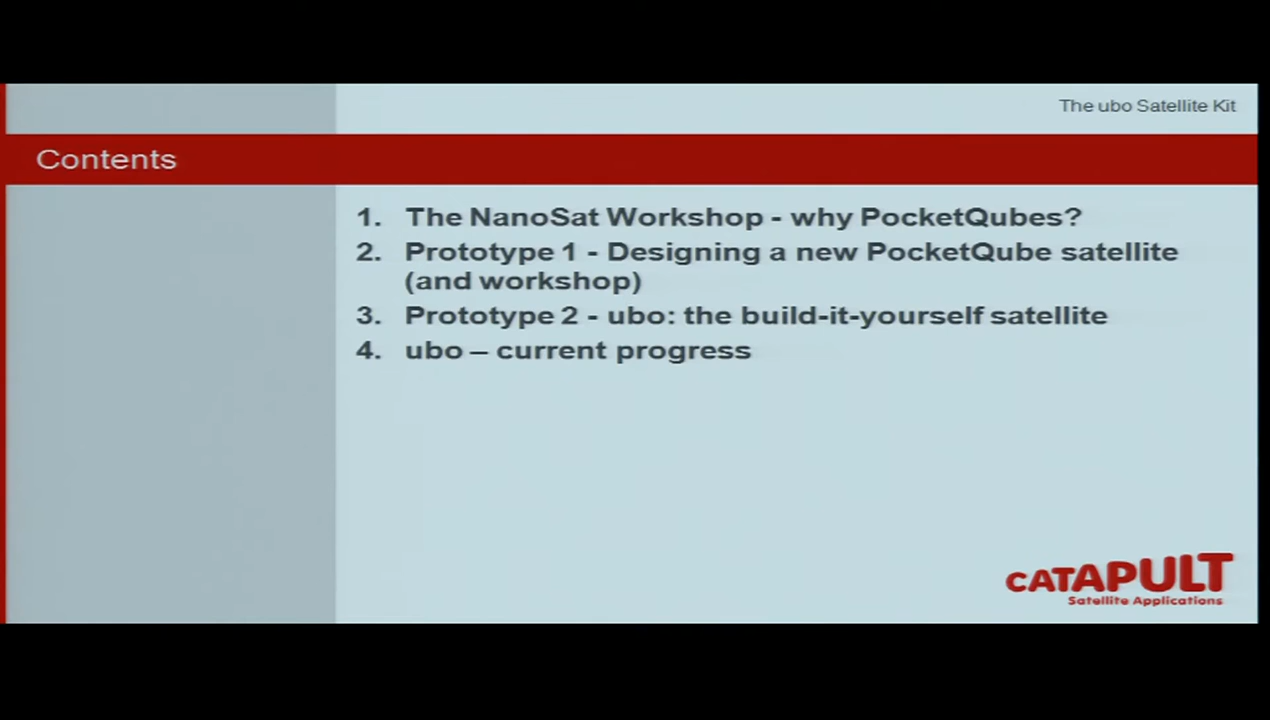 The ubo Satellite Kit
Contents
1. The NanoSat Workshop - why PocketQubes?
2. Prototype 1 - Designing a new PocketQube satellite
(and workshop)
3. Prototype 2 - ubo: the build-it-yourself satellite
4. ubo – current progress
CATAPULT
Satellite Applications